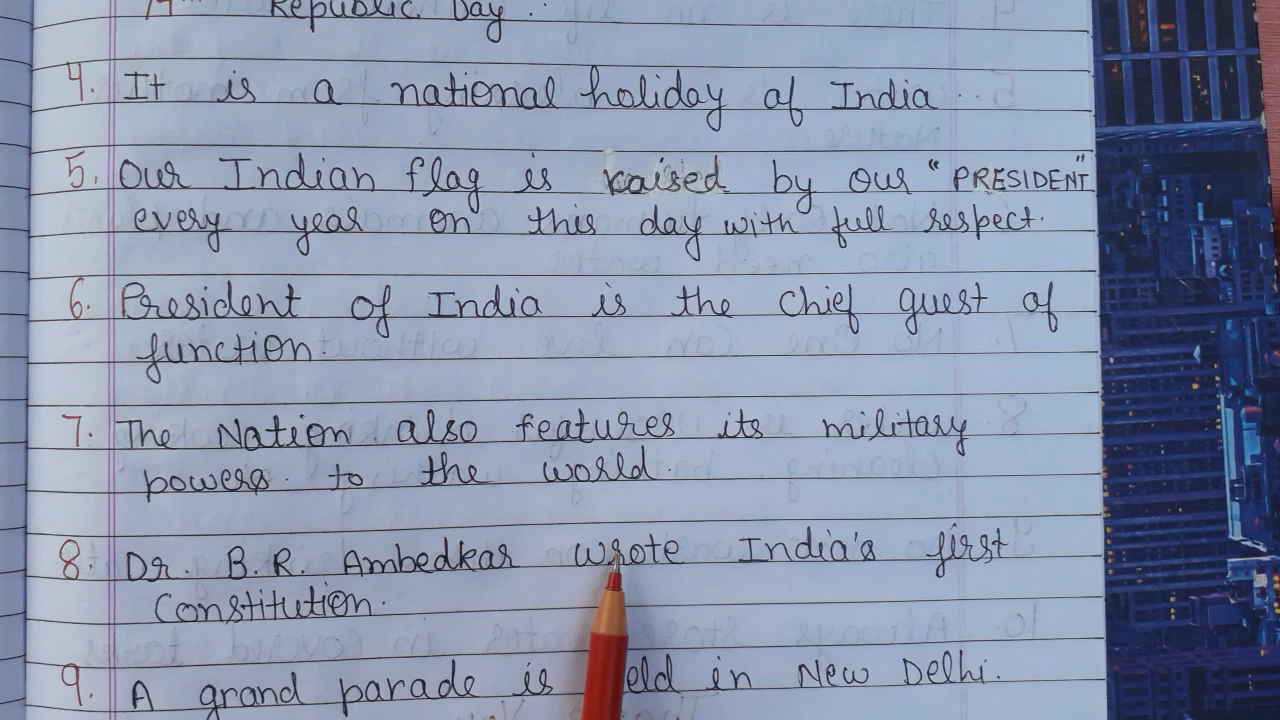 Republic Day.
4. It is a national holiday of India.
5. Our Indian flag is raised by our "PRESIDENT"
every year on this day with full respect.
6. President of India is the Chief guest of
function.
7. The Nation also features its military
powers to the world.
8. Dr. B.R. Ambedkar wrote India's first
Constitution.
9. A grand parade is eld in New Delhi.